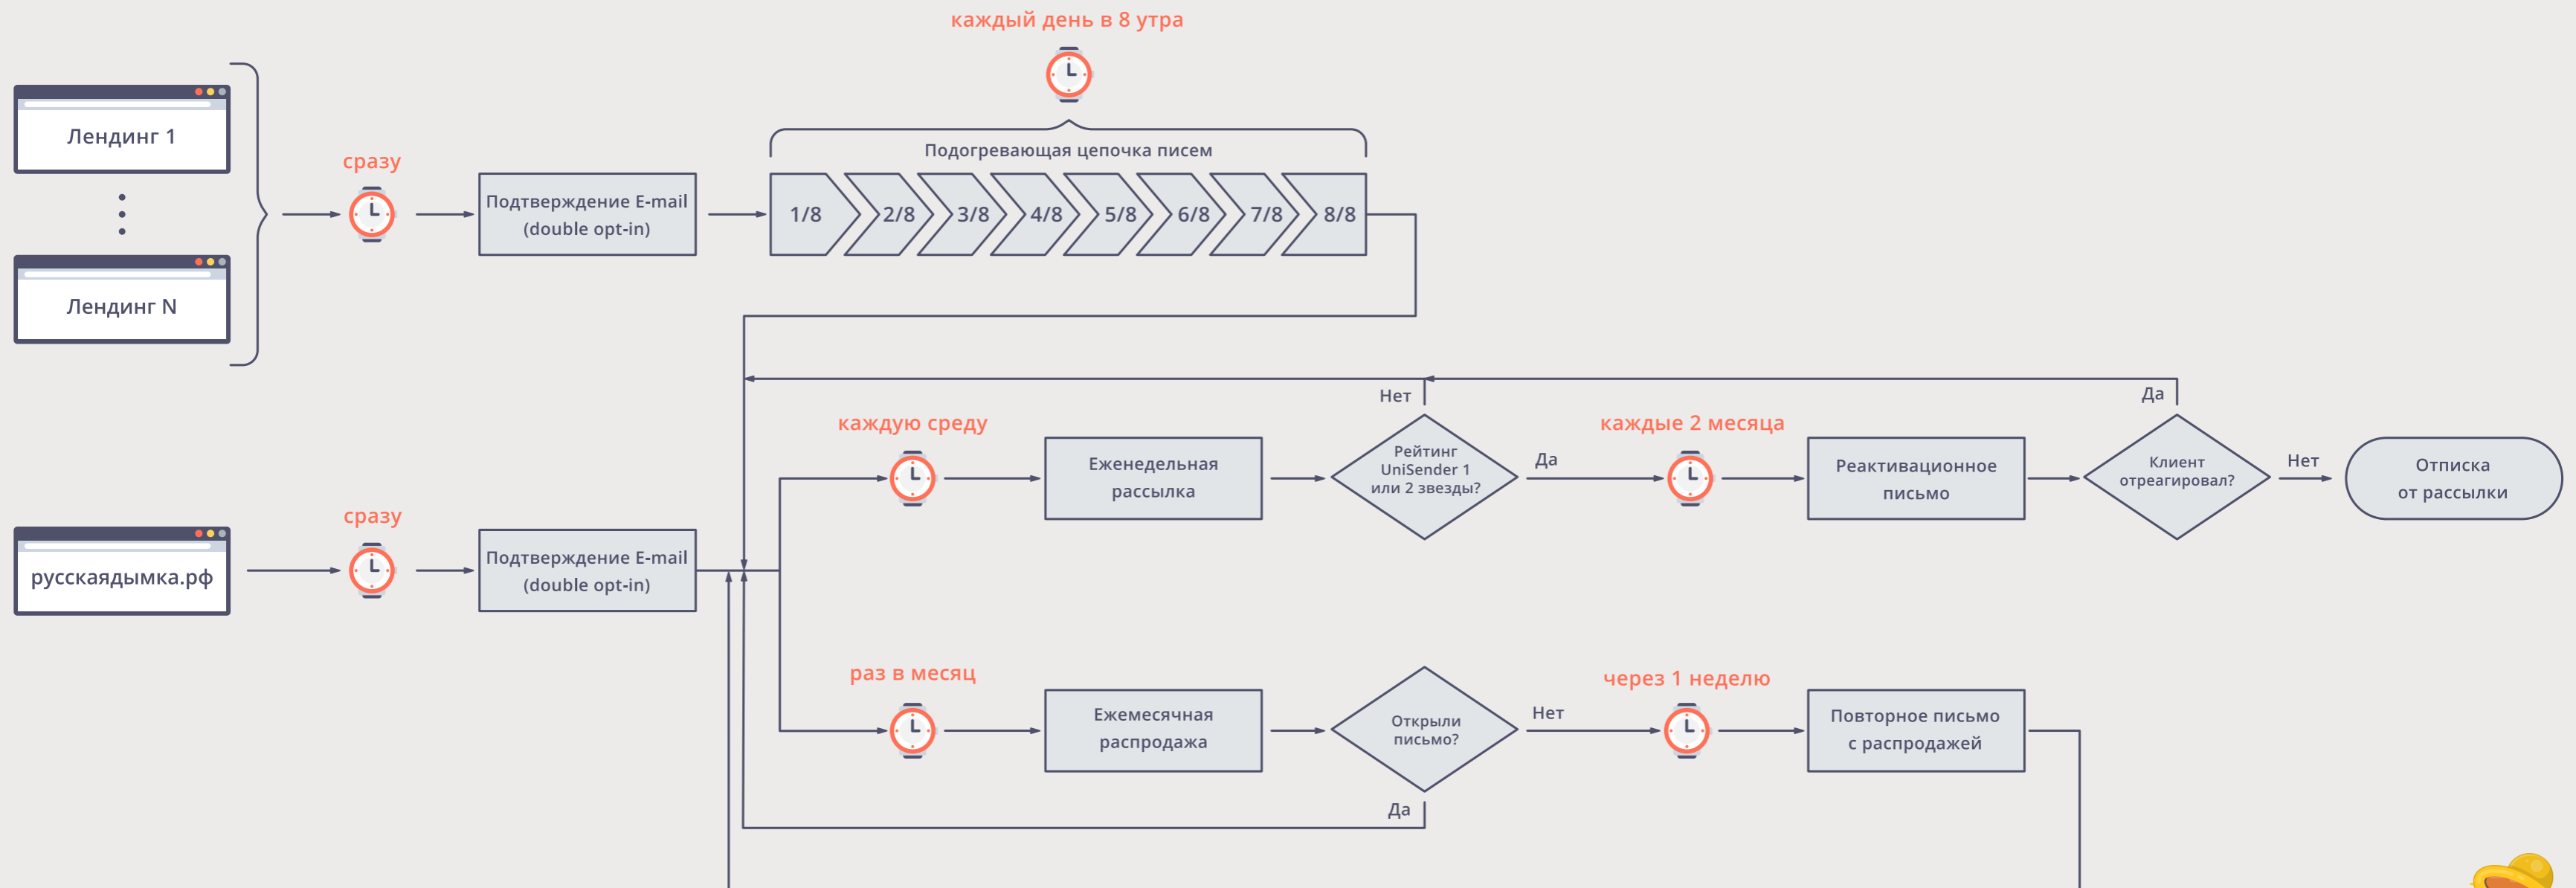 каждый день в 8 утра
Лендинг 1
Лендинг N
сразу
Подтверждение E-mail
(double opt-in)
Подогревающая цепочка писем
1/8
2/8
3/8
4/8
5/8
6/8
7/8
8/8
русскаядымка.рф
сразу
Подтверждение E-mail
(double opt-in)
каждую среду
Еженедельная
рассылка
Нет
Рейтинг
UniSender 1
или 2 звезды?
Да
каждые 2 месяца
Реактивационное
письмо
Да
Клиент
отреагировал?
Нет
Отписка
от рассылки
раз в месяц
Ежемесячная
распродажа
Открыли
письмо?
Нет
Да
через 1 неделю
Повторное письмо
с распродажей